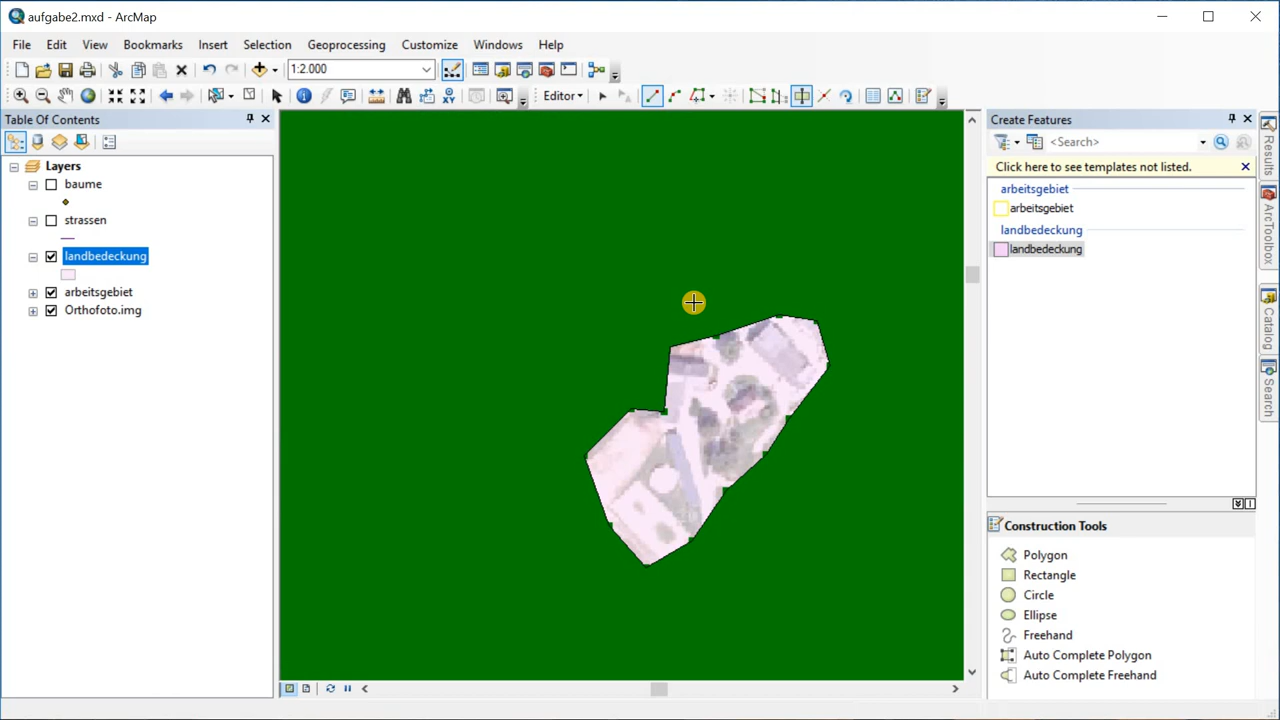 aufgabe2.mxd - ArcMap
File Edit View Bookmarks Insert Selection Geoprocessing Customize Windows Help
1:2.000
Editor
Table Of Contents
Layers
baume
strassen
landbedeckung
arbeitsgebiet
Orthofoto.img
Create Features
<Search>
Click here to see templates not listed.
arbeitsgebiet
arbeitsgebiet
landbedeckung
landbedeckung
Construction Tools
Polygon
Rectangle
Circle
Ellipse
Freehand
Auto Complete Polygon
Auto Complete Freehand
Results
ArcToolbox
Catalog
Search